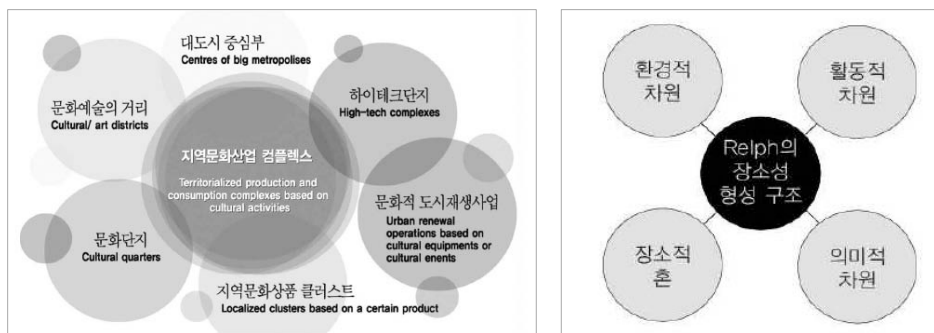 대도시 중심부
Centres of big metropolises
문화예술의 거리
Cultural/ art districts
하이테크단지
High-tech complexes
지역문화산업 컴플렉스
Territorialized production and
consumption complexes based on
cultural activities
문화적 도시재생사업
Urban renewal
operations based on
cultural equipments or
cultural enents
문화단지
Cultural quarters
지역문화상품 클러스트
Localized clusters based on a certain product
환경적
차원
활동적
차원
Relph의
장소성
형성 구조
장소적
혼
의미적
차원